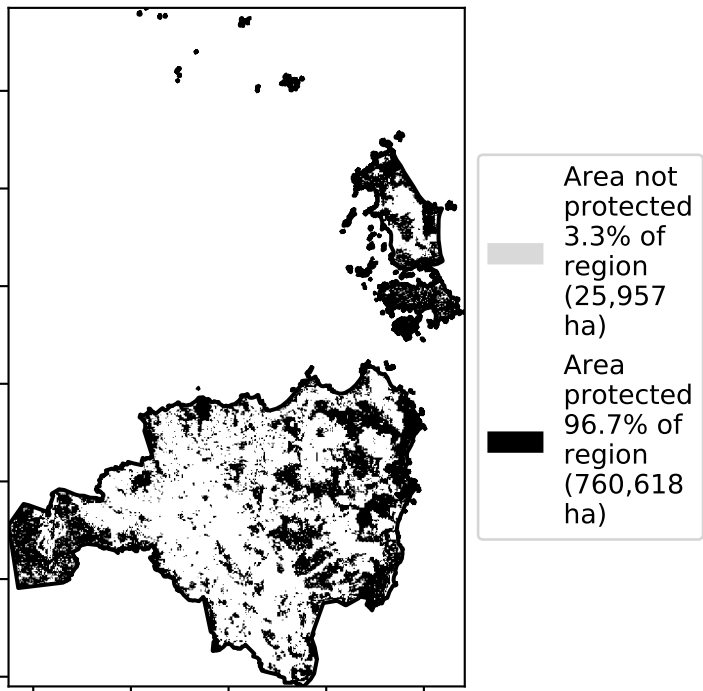 Area not
protected
3.3% of
region
(25,957
ha)
Area
protected
96.7% of
region
(760,618
ha)